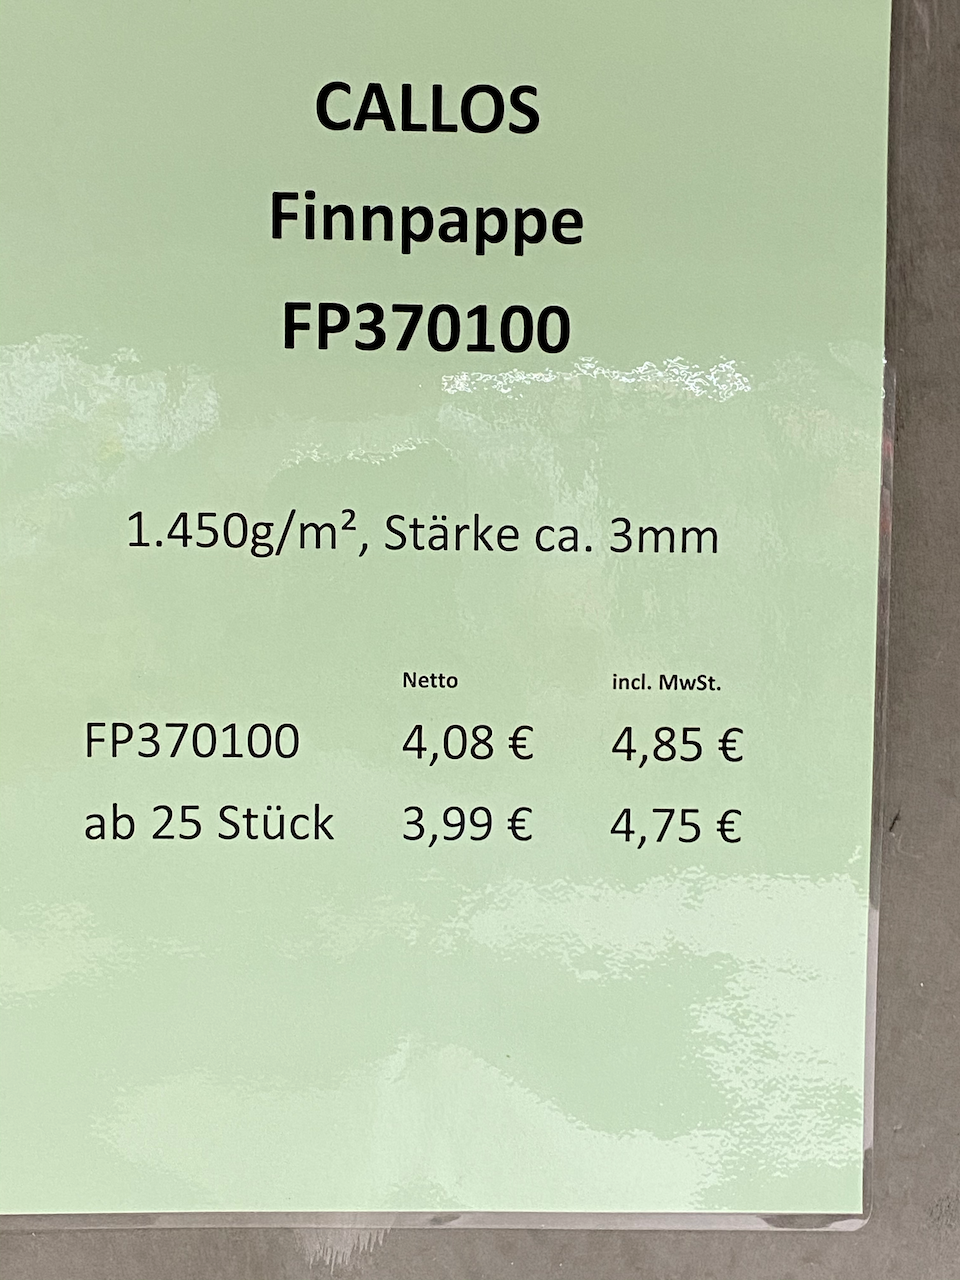 CALLOS
Finnpappe
FP370100
1.450g/m², Stärke ca. 3mm
Netto incl. MwSt.
FP370100 4,08 € 4,85 €
ab 25 Stück 3,99 € 4,75 €